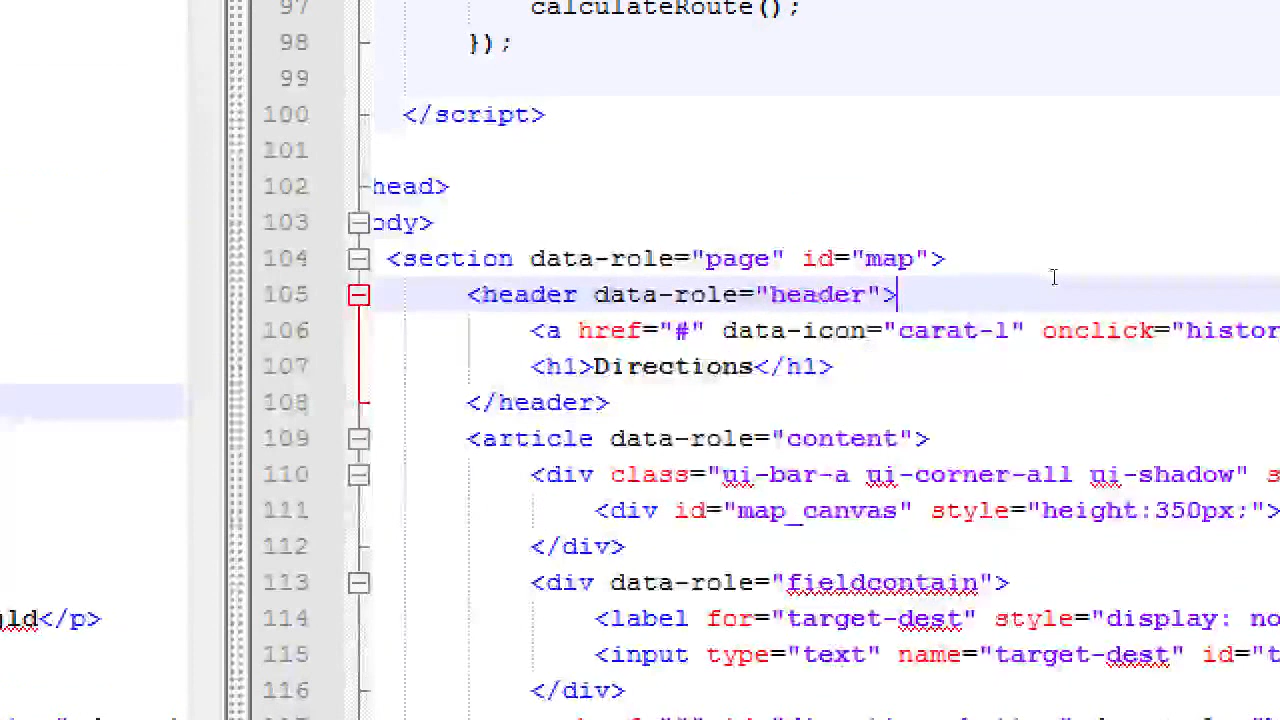 97 calculateRoute();
98 });
99
100 </script>
101
102 head>
103 ody>
104 <section data-role="page" id="map">
105 <header data-role="header">
106 <a href="#" data-icon="carat-l" onclick="histor
107 <h1>Directions</h1>
108 </header>
109 <article data-role="content">
110 <div class="ui-bar-a ui-corner-all ui-shadow" s
111 <div id="map_canvas" style="height:350px;">
112 </div>
113 <div data-role="fieldcontain">
114 <label for="target-dest" style="display: no
gld</p>
115 <input type="text" name="target-dest" id="t
116 </div>